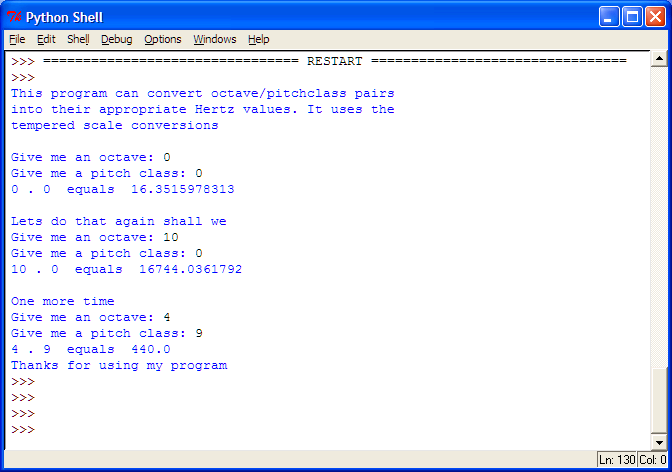 Python Shell
File Edit Shell Debug Options Windows Help
>>> ================================ RESTART ================================
>>>
This program can convert octave/pitchclass pairs
into their appropriate Hertz values. It uses the
tempered scale conversions
Give me an octave: 0
Give me a pitch class: 0
0 . 0  equals  16.3515978313
Lets do that again shall we
Give me an octave: 10
Give me a pitch class: 0
10 . 0  equals  16744.0361792
One more time
Give me an octave: 4
Give me a pitch class: 9
4 . 9  equals  440.0
Thanks for using my program
>>>
>>>
>>>
>>>
Ln: 130 Col: 0